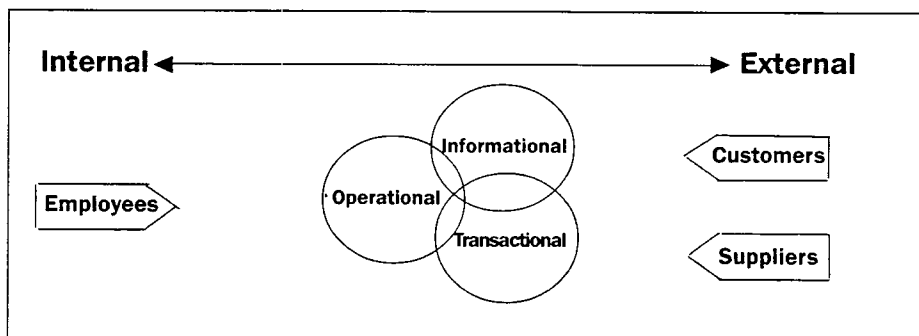 Internal
External
Informational
Customers
Operational
Employees
Transactional
Suppliers